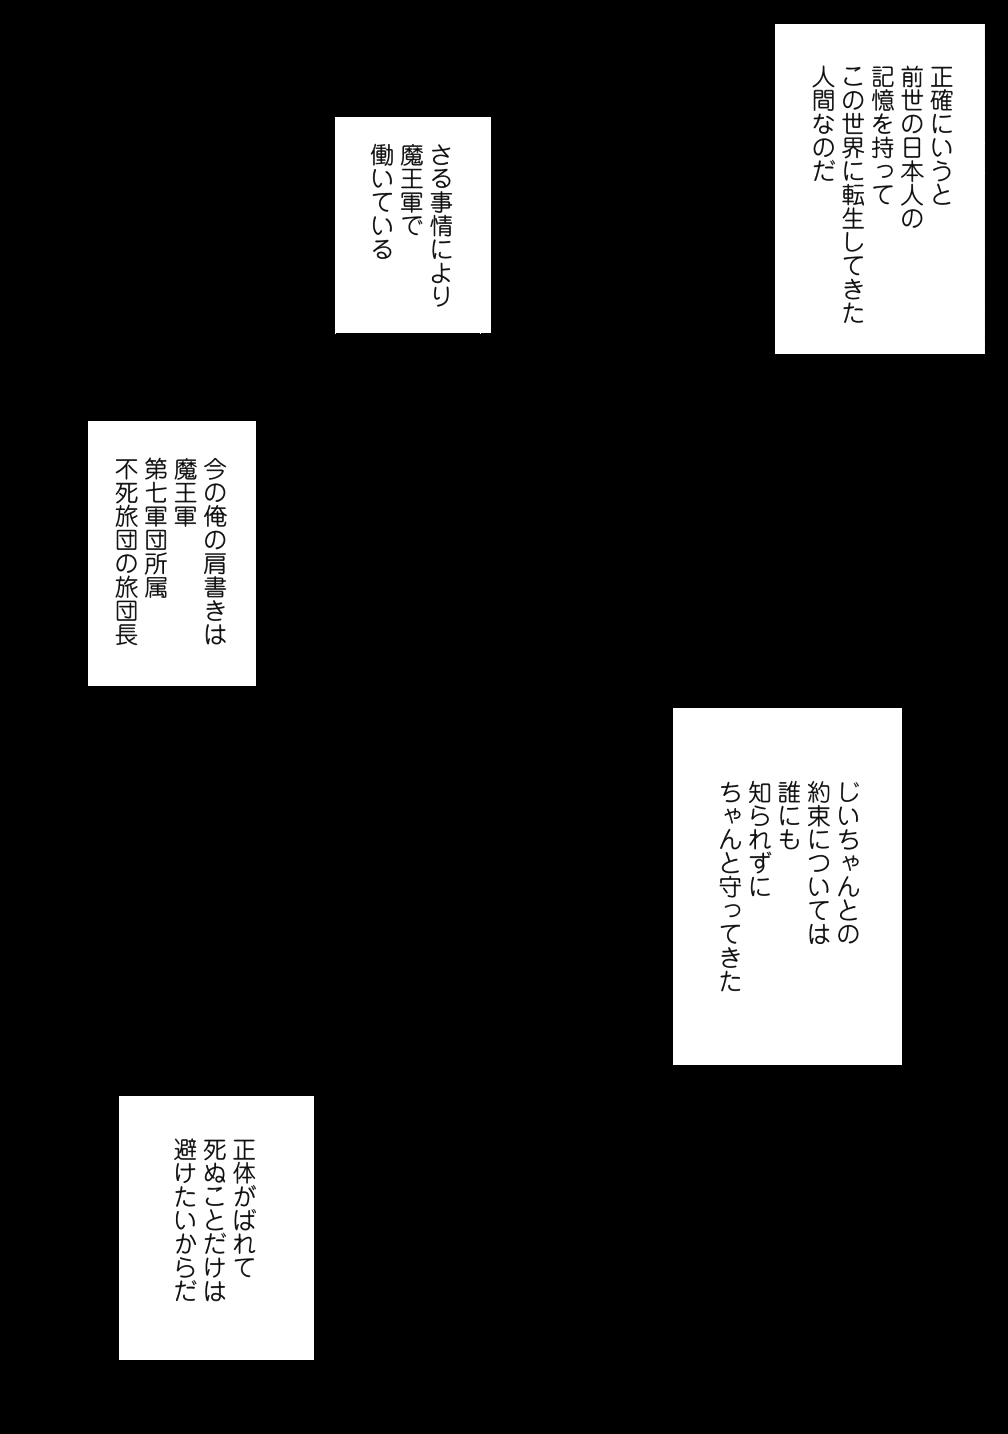 正確にいうと
前世の日本人の
記憶を持って
この世界に転生してきた
人間なのだ
さる事情により
魔王軍で
働いている
今の俺の肩書きは
魔王軍
第七軍団所属
不死旅団の旅団長
じいちゃんとの
約束については
誰にも
知られずに
ちゃんと守ってきた
正体がばれて
死ぬことだけは
避けたいからだ